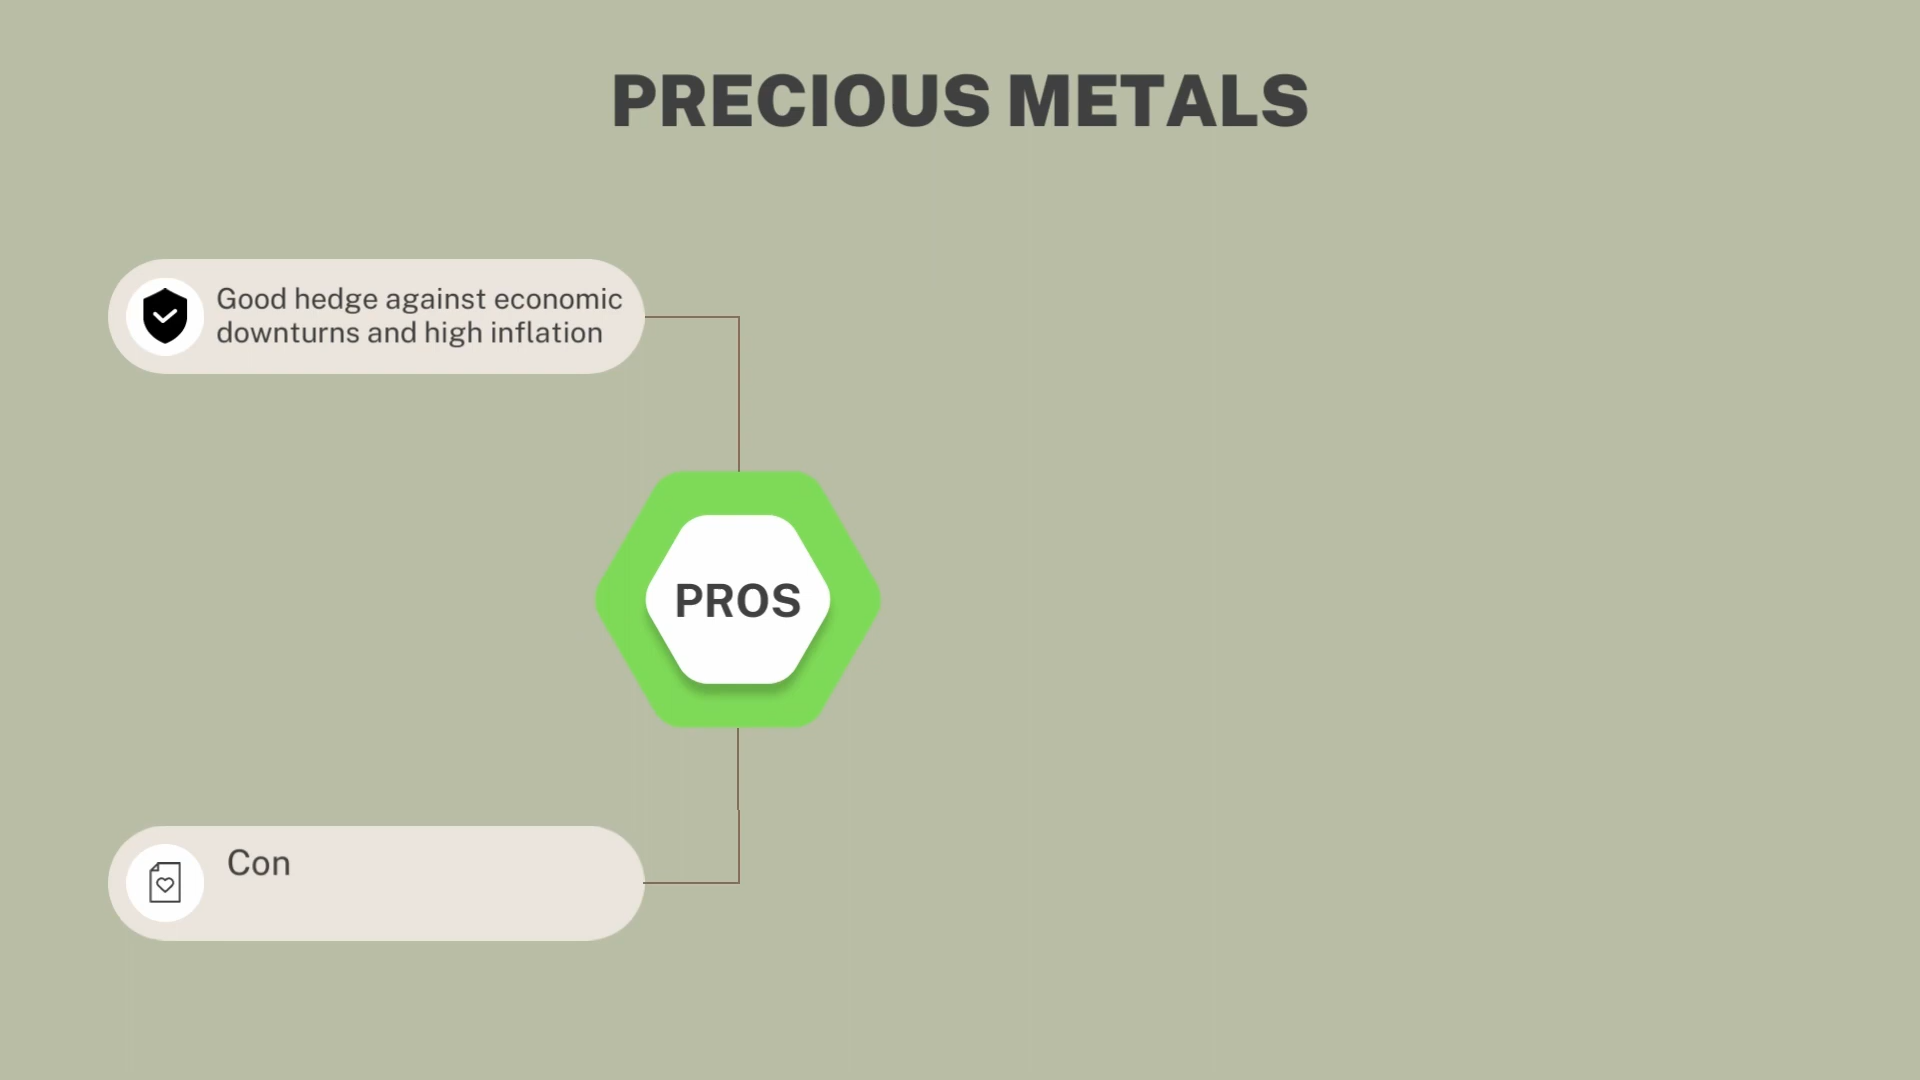 PRECIOUS METALS
Good hedge against economic
downturns and high inflation
PROS
Con